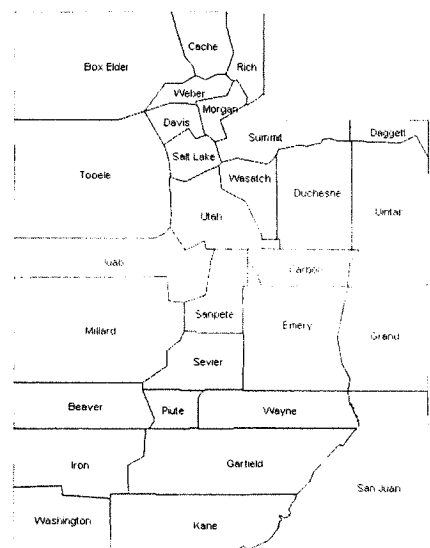 Cache
Box Elder
Rich
Weber
Morgan
Davis
Summit
Daggett
Salt Lake
Wasatch
Tooele
Duchesne
Uintah
Utah
Juab
Carbon
Sanpete
Millard
Emery
Grand
Sevier
Beaver
Piute
Wayne
Iron
Garfield
San Juan
Washington
Kane